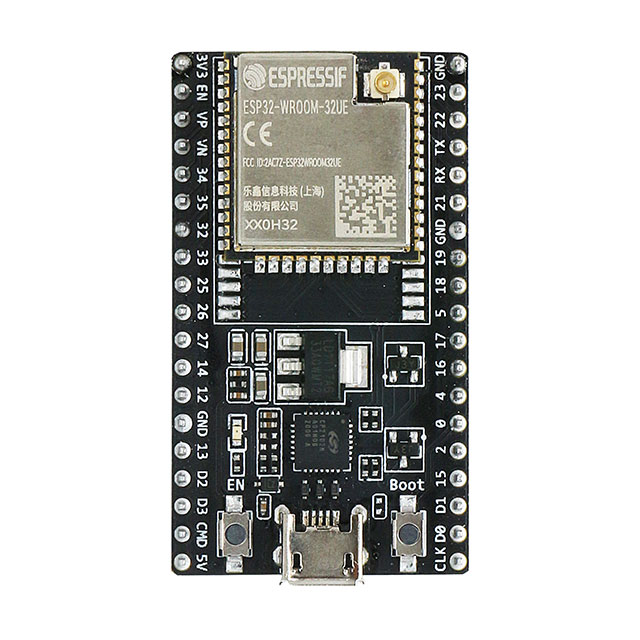 ESPRESSIF
ESP32-WROOM-32UE
CE
FCC ID:2AC7Z-ESP32WROOM32UE
乐鑫信息科技 (上海)
股份有限公司
XX0H32
3V3
EN
VP
VN
34
35
32
33
25
26
27
14
12
GND
13
D2
D3
CMD
5V
GND
23
22
TX
RX
21
GND
19
18
5
17
16
4
0
2
15
D1
D0
CLK
EN
Boot